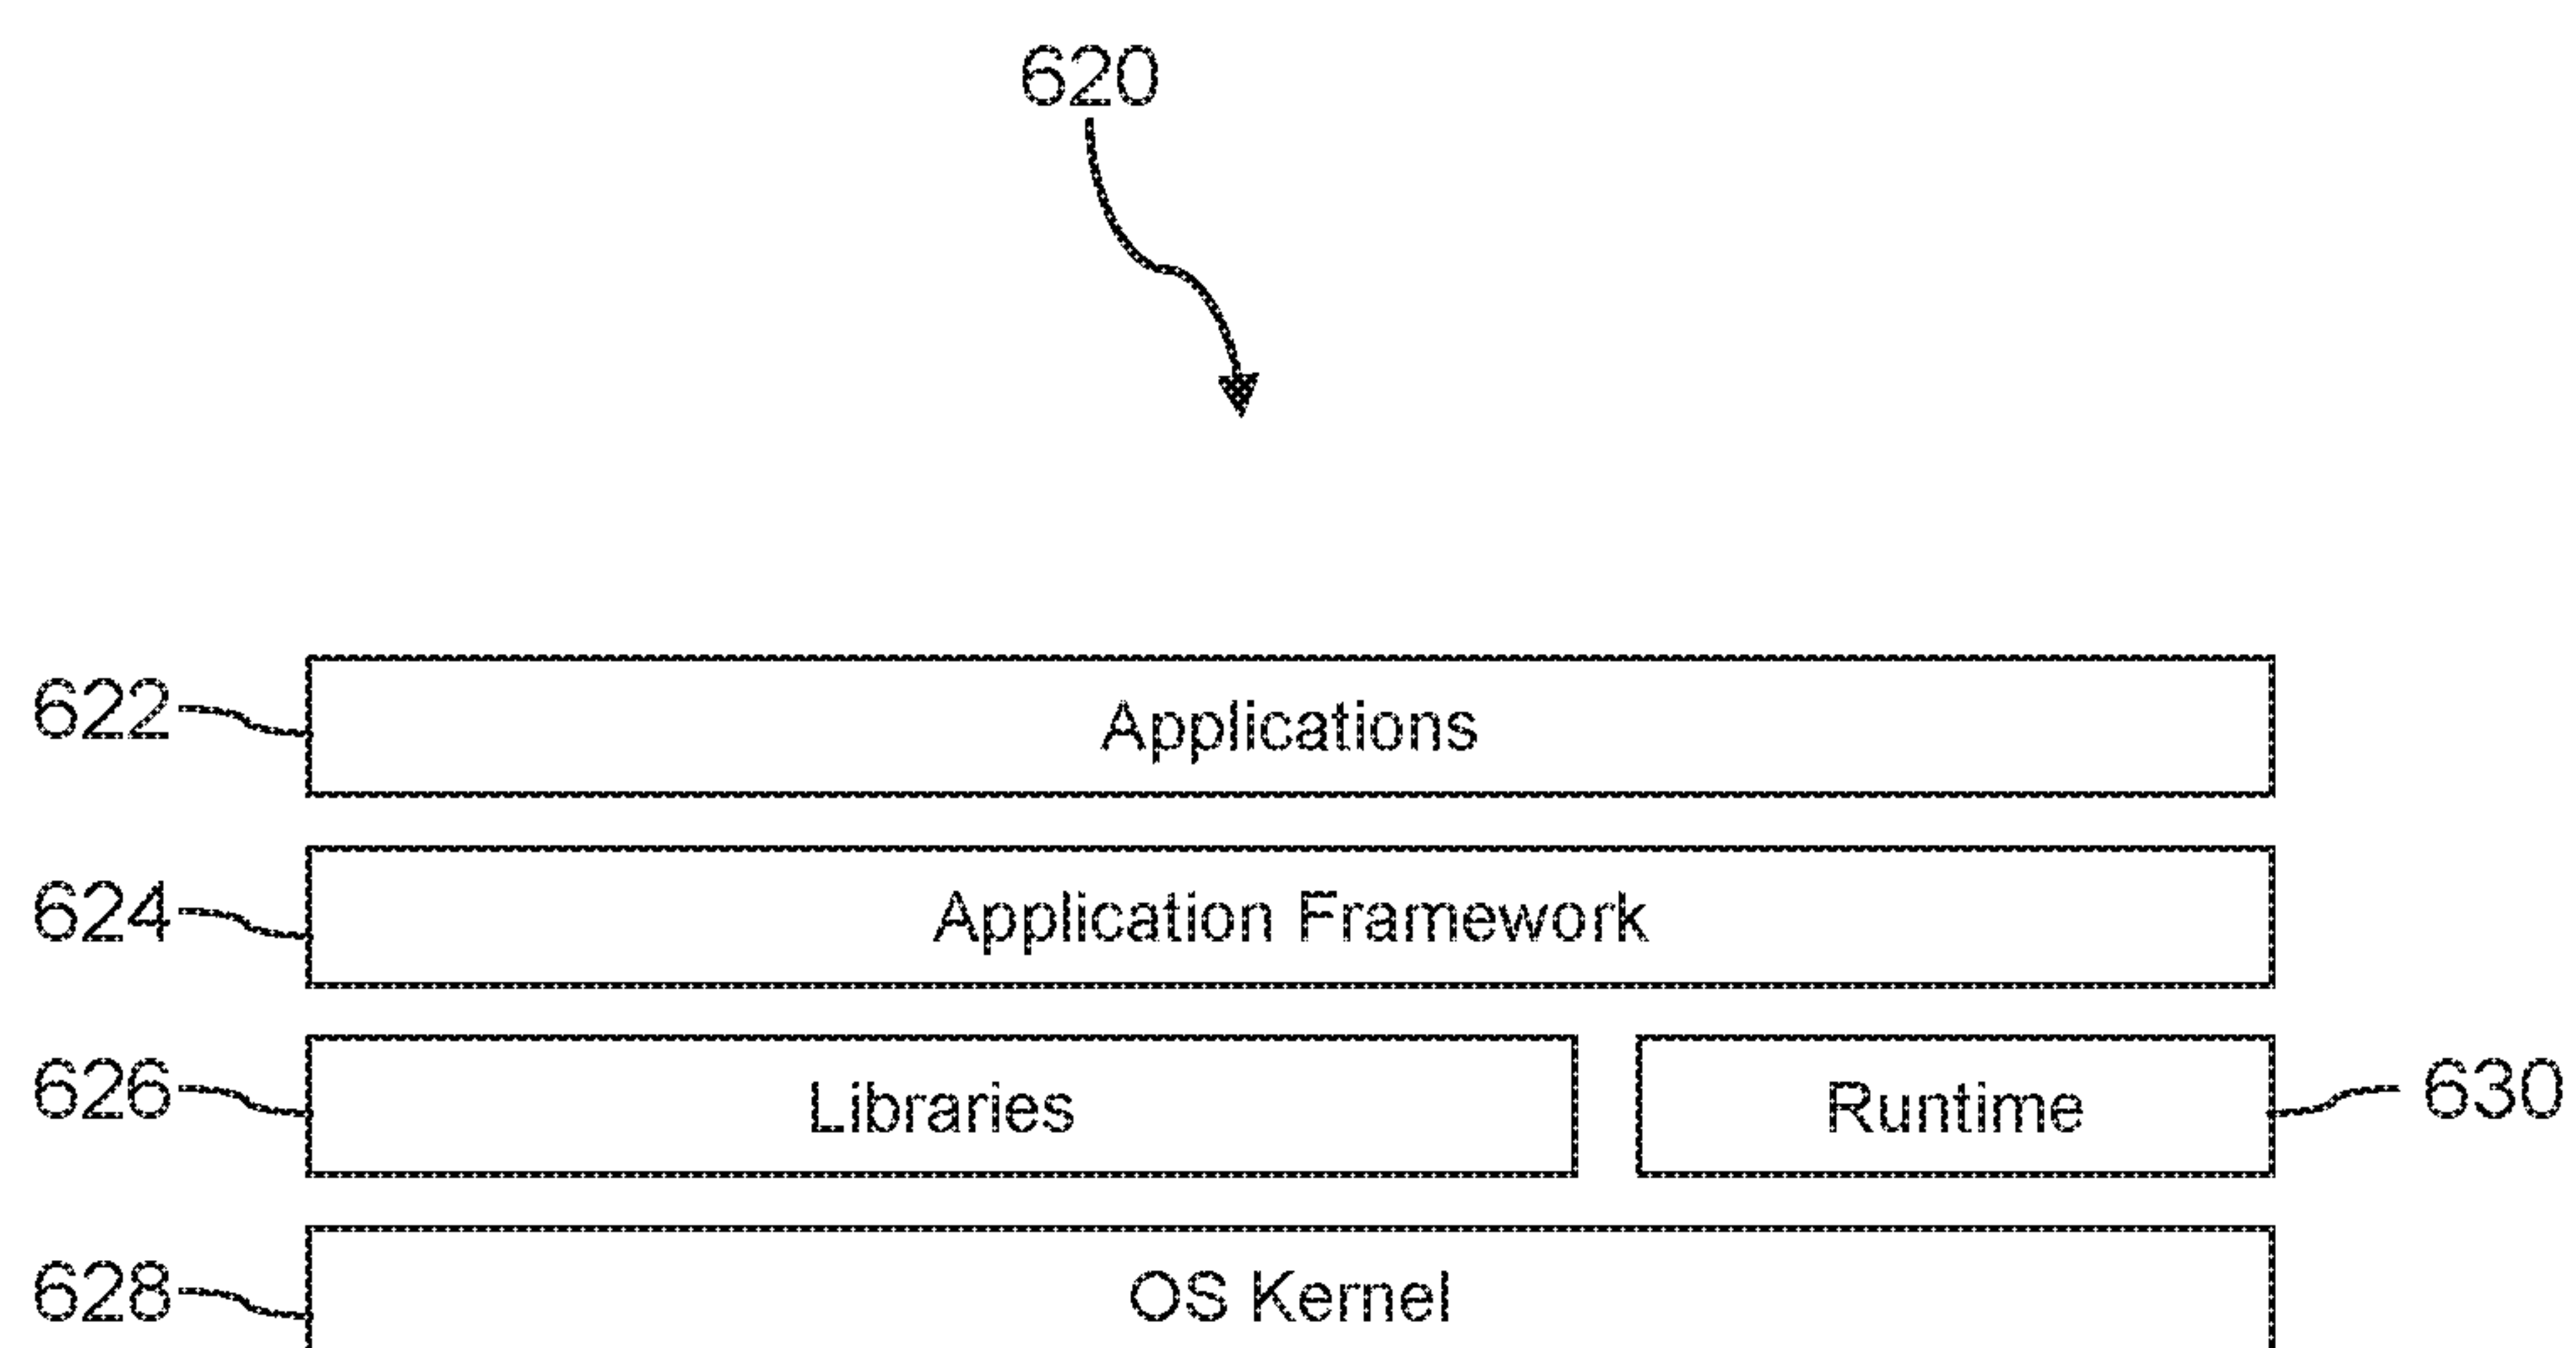 620
622 Applications
624 Application Framework
626 Libraries Runtime 630
628 OS Kernel